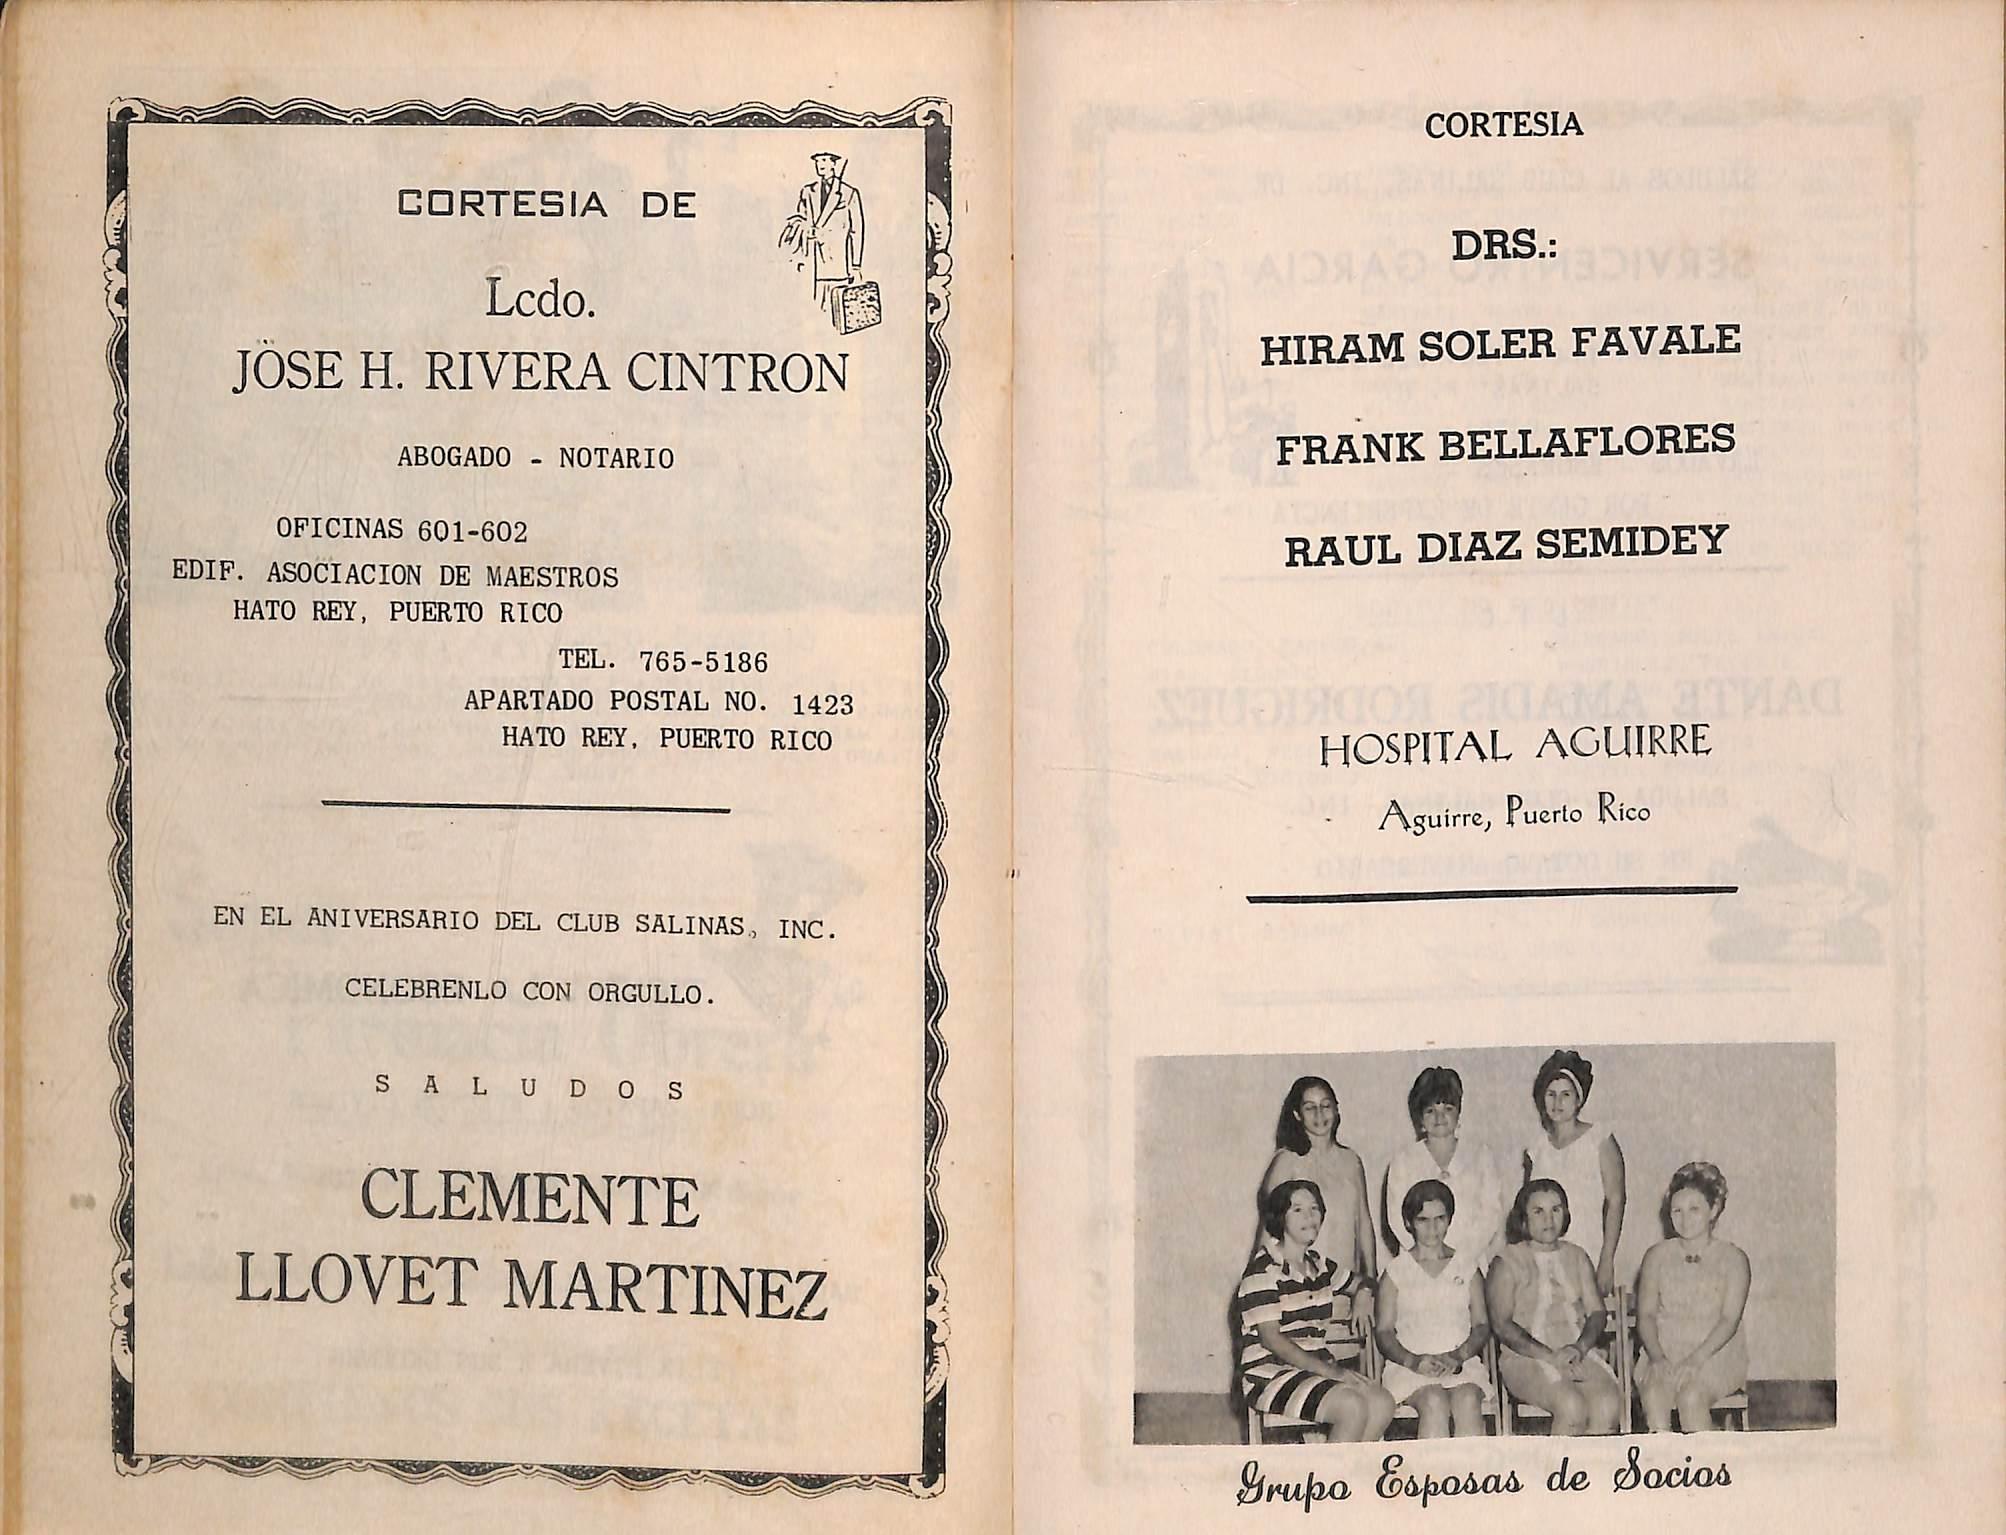 CORTESIA DE
Lcdo.
JOSE H. RIVERA CINTRON
ABOGADO - NOTARIO
OFICINAS 601-602
EDIF. ASOCIACION DE MAESTROS
HATO REY, PUERTO RICO
TEL. 765-5186
APARTADO POSTAL NO. 1423
HATO REY, PUERTO RICO
EN EL ANIVERSARIO DEL CLUB SALINAS, INC.
CELEBRENLO CON ORGULLO.
S A L U D O S
CLEMENTE
LLOVET MARTINEZ
CORTESIA
DRS.:
HIRAM SOLER FAVALE
FRANK BELLAFLORES
RAUL DIAZ SEMIDEY
HOSPITAL AGUIRRE
Aguirre, Puerto Rico
Grupo Esposas de Socios